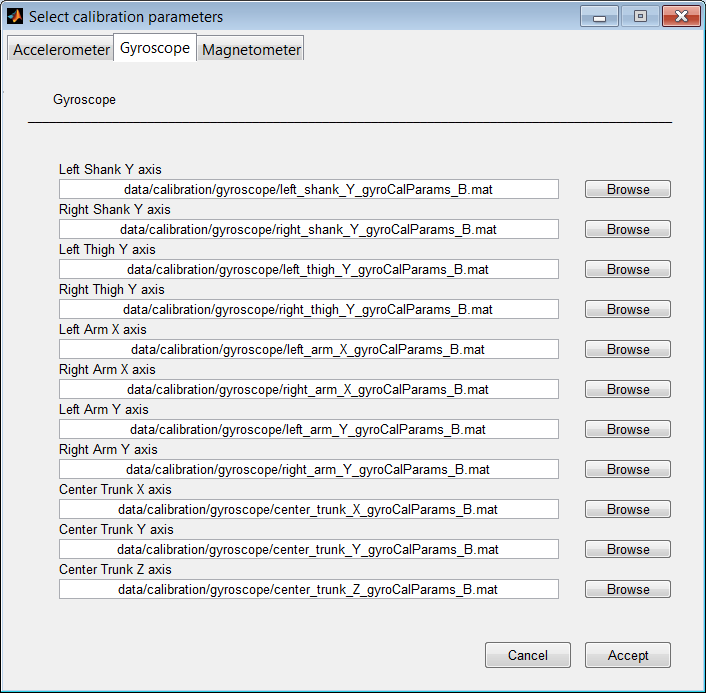 Select calibration parameters
Accelerometer Gyroscope Magnetometer
Gyroscope
Left Shank Y axis
data/calibration/gyroscope/left_shank_Y_gyroCalParams_B.mat Browse
Right Shank Y axis
data/calibration/gyroscope/right_shank_Y_gyroCalParams_B.mat Browse
Left Thigh Y axis
data/calibration/gyroscope/left_thigh_Y_gyroCalParams_B.mat Browse
Right Thigh Y axis
data/calibration/gyroscope/right_thigh_Y_gyroCalParams_B.mat Browse
Left Arm X axis
data/calibration/gyroscope/left_arm_X_gyroCalParams_B.mat Browse
Right Arm X axis
data/calibration/gyroscope/right_arm_X_gyroCalParams_B.mat Browse
Left Arm Y axis
data/calibration/gyroscope/left_arm_Y_gyroCalParams_B.mat Browse
Right Arm Y axis
data/calibration/gyroscope/right_arm_Y_gyroCalParams_B.mat Browse
Center Trunk X axis
data/calibration/gyroscope/center_trunk_X_gyroCalParams_B.mat Browse
Center Trunk Y axis
data/calibration/gyroscope/center_trunk_Y_gyroCalParams_B.mat Browse
Center Trunk Z axis
data/calibration/gyroscope/center_trunk_Z_gyroCalParams_B.mat Browse
Cancel Accept